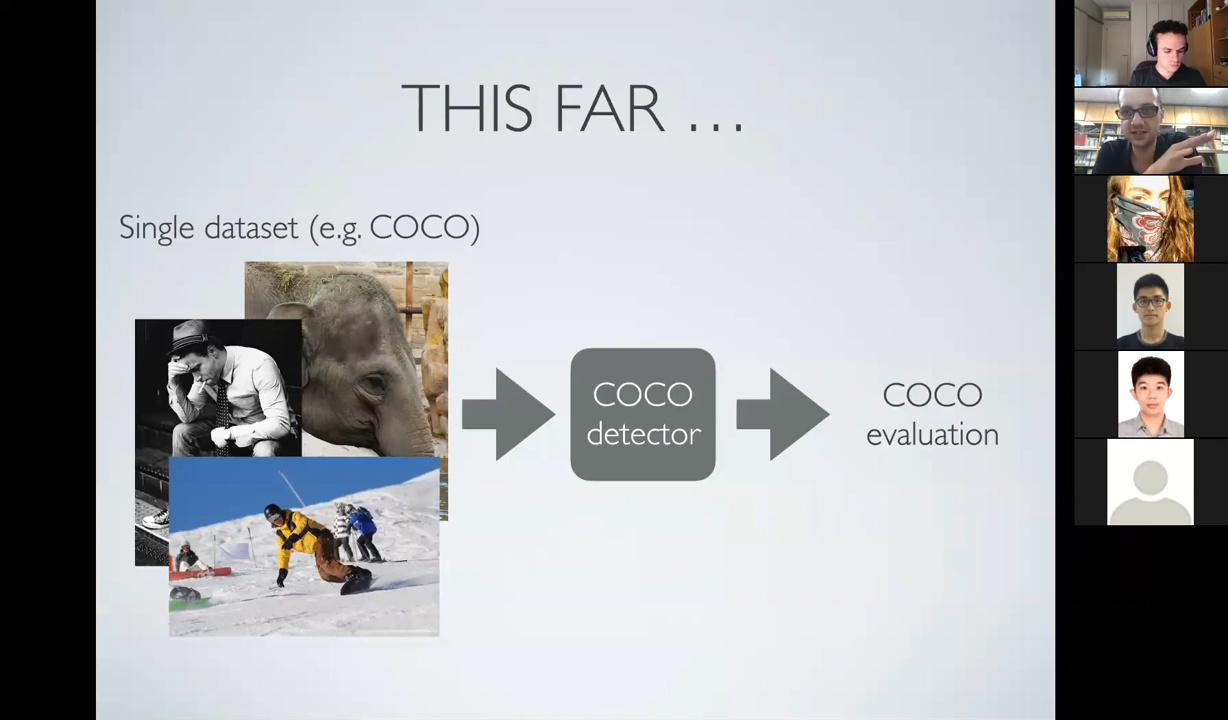 THIS FAR ...
Single dataset (e.g. COCO)
COCO
detector
COCO
evaluation